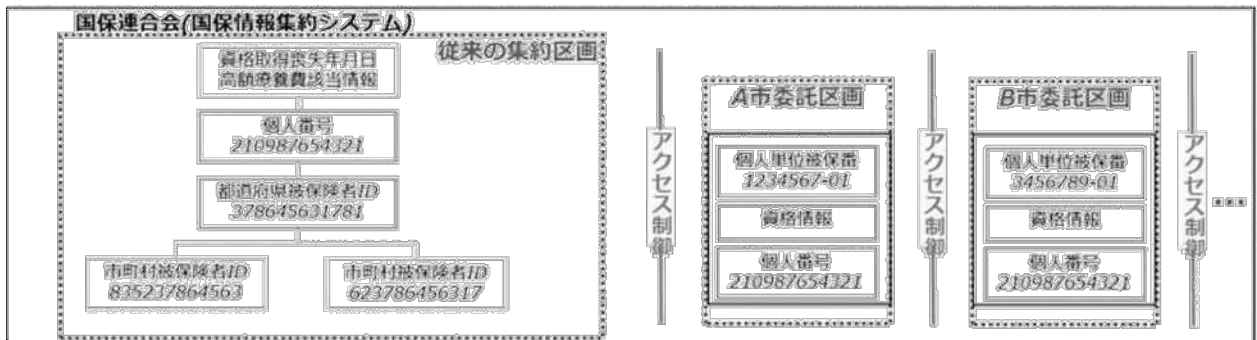 国保連合会(国保情報集約システム)
従来の集約区画
資格取得喪失年月日
高額療養費該当情報
個人番号
210987654321
都道府県被保険者ID
378645631781
市町村被保険者ID
835237864563
市町村被保険者ID
623786456317
アクセス制御
A市委託区画
個人単位被保番
1234567-01
資格情報
個人番号
210987654321
アクセス制御
B市委託区画
個人単位被保番
3456789-01
資格情報
個人番号
210987654321
アクセス制御
▪▪▪